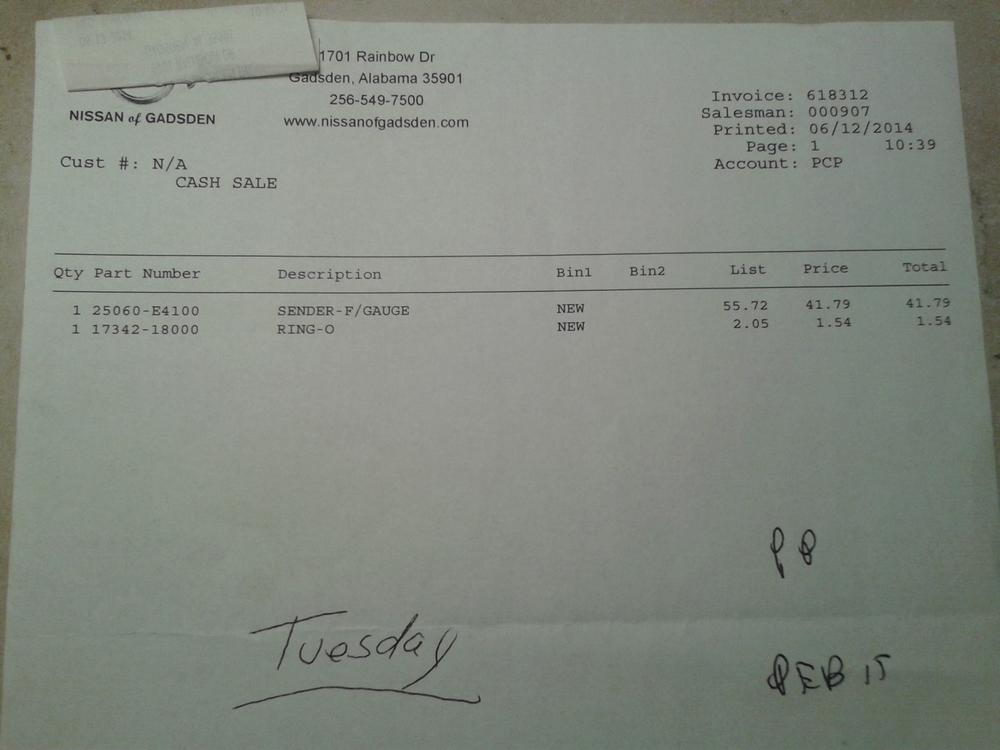 1701 Rainbow Dr
Gadsden, Alabama 35901
256-549-7500
www.nissanofgadsden.com
NISSAN of GADSDEN
Invoice: 618312
Salesman: 000907
Printed: 06/12/2014
Page: 1 10:39
Account: PCP
Cust #: N/A
CASH SALE
Qty Part Number Description Bin1 Bin2 List Price Total
1 25060-E4100 SENDER-F/GAUGE NEW 55.72 41.79 41.79
1 17342-18000 RING-O NEW 2.05 1.54 1.54
Tuesday
15